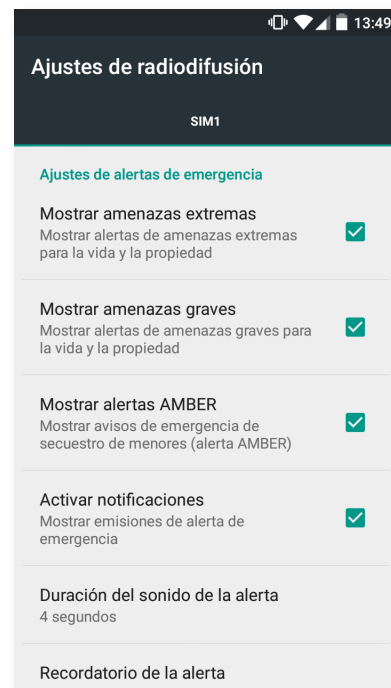 13:49
Ajustes de radiodifusión
SIM1
Ajustes de alertas de emergencia
Mostrar amenazas extremas
Mostrar alertas de amenazas extremas
para la vida y la propiedad
Mostrar amenazas graves
Mostrar alertas de amenazas graves para
la vida y la propiedad
Mostrar alertas AMBER
Mostrar avisos de emergencia de
secuestro de menores (alerta AMBER)
Activar notificaciones
Mostrar emisiones de alerta de
emergencia
Duración del sonido de la alerta
4 segundos
Recordatorio de la alerta